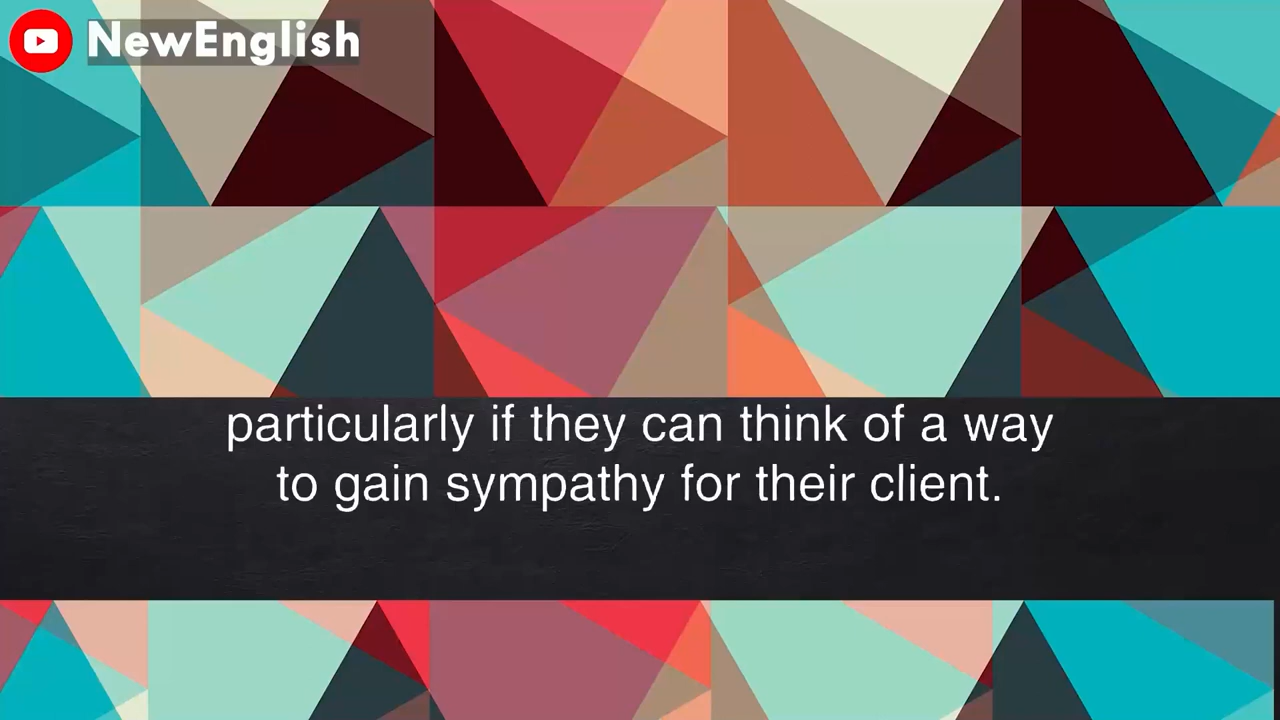 NewEnglish
particularly if they can think of a way
to gain sympathy for their client.